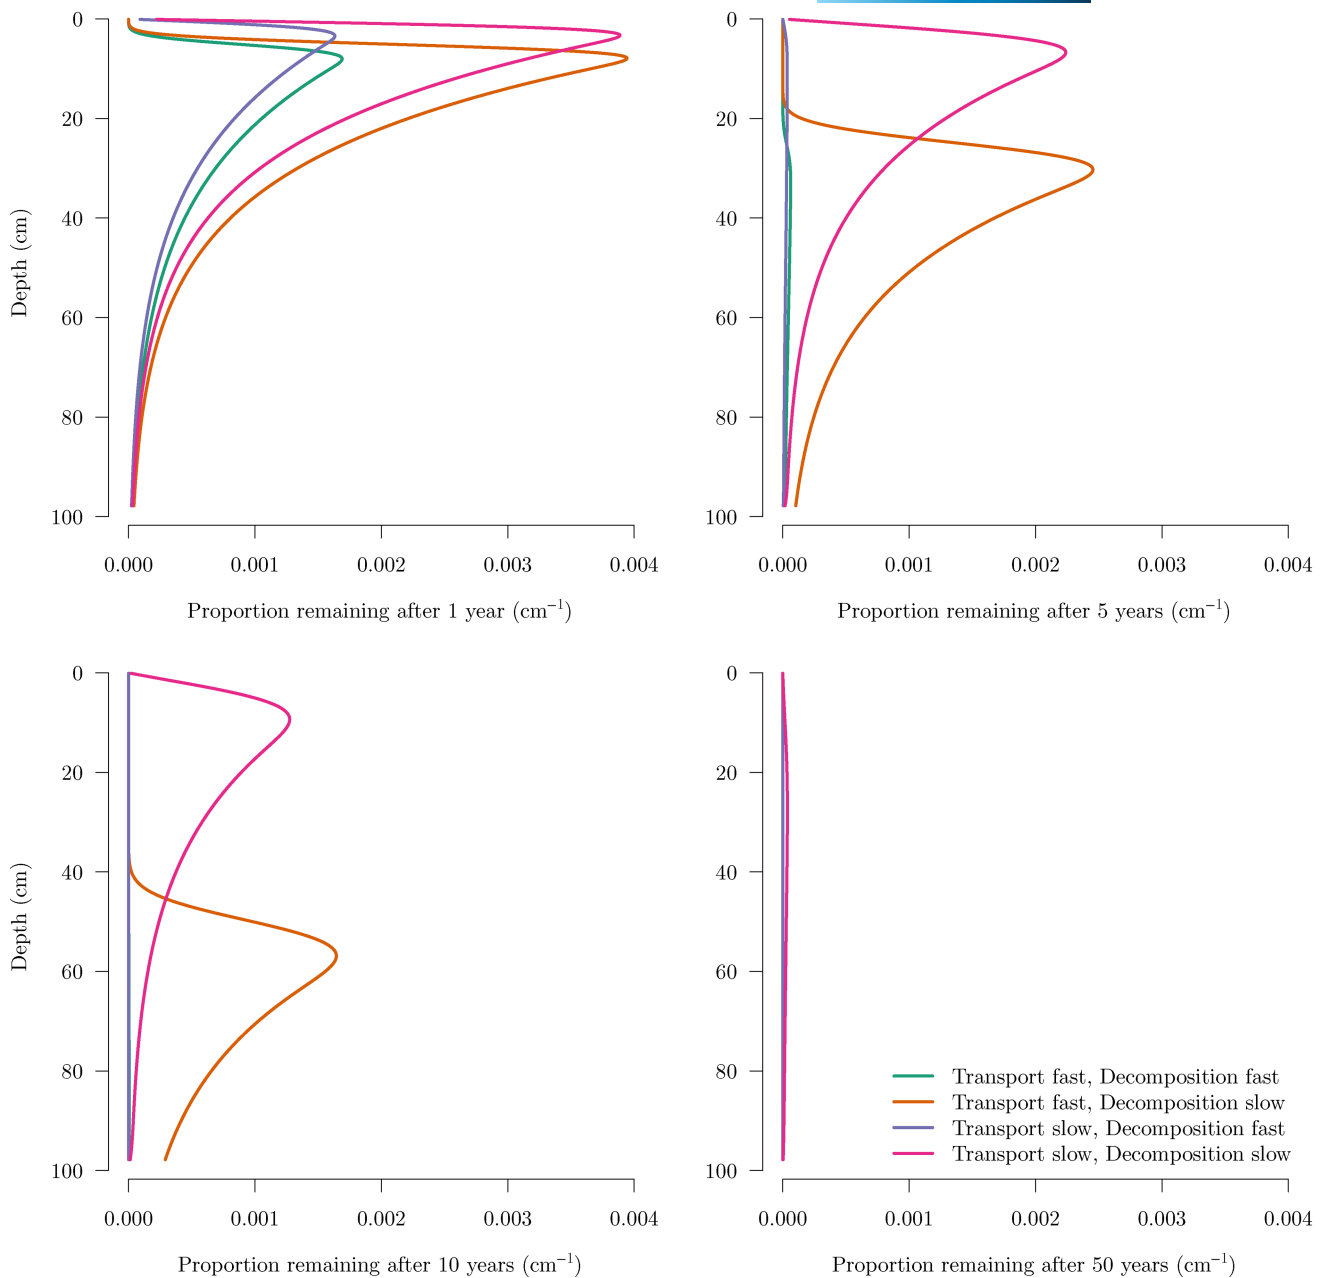 0
20
40
60
80
100
Depth (cm)
0.000 0.001 0.002 0.003 0.004
Proportion remaining after 1 year (cm⁻¹)
0
20
40
60
80
100
0.000 0.001 0.002 0.003 0.004
Proportion remaining after 5 years (cm⁻¹)
0
20
40
60
80
100
Depth (cm)
0.000 0.001 0.002 0.003 0.004
Proportion remaining after 10 years (cm⁻¹)
0
20
40
60
80
100
Transport fast, Decomposition fast
Transport fast, Decomposition slow
Transport slow, Decomposition fast
Transport slow, Decomposition slow
0.000 0.001 0.002 0.003 0.004
Proportion remaining after 50 years (cm⁻¹)